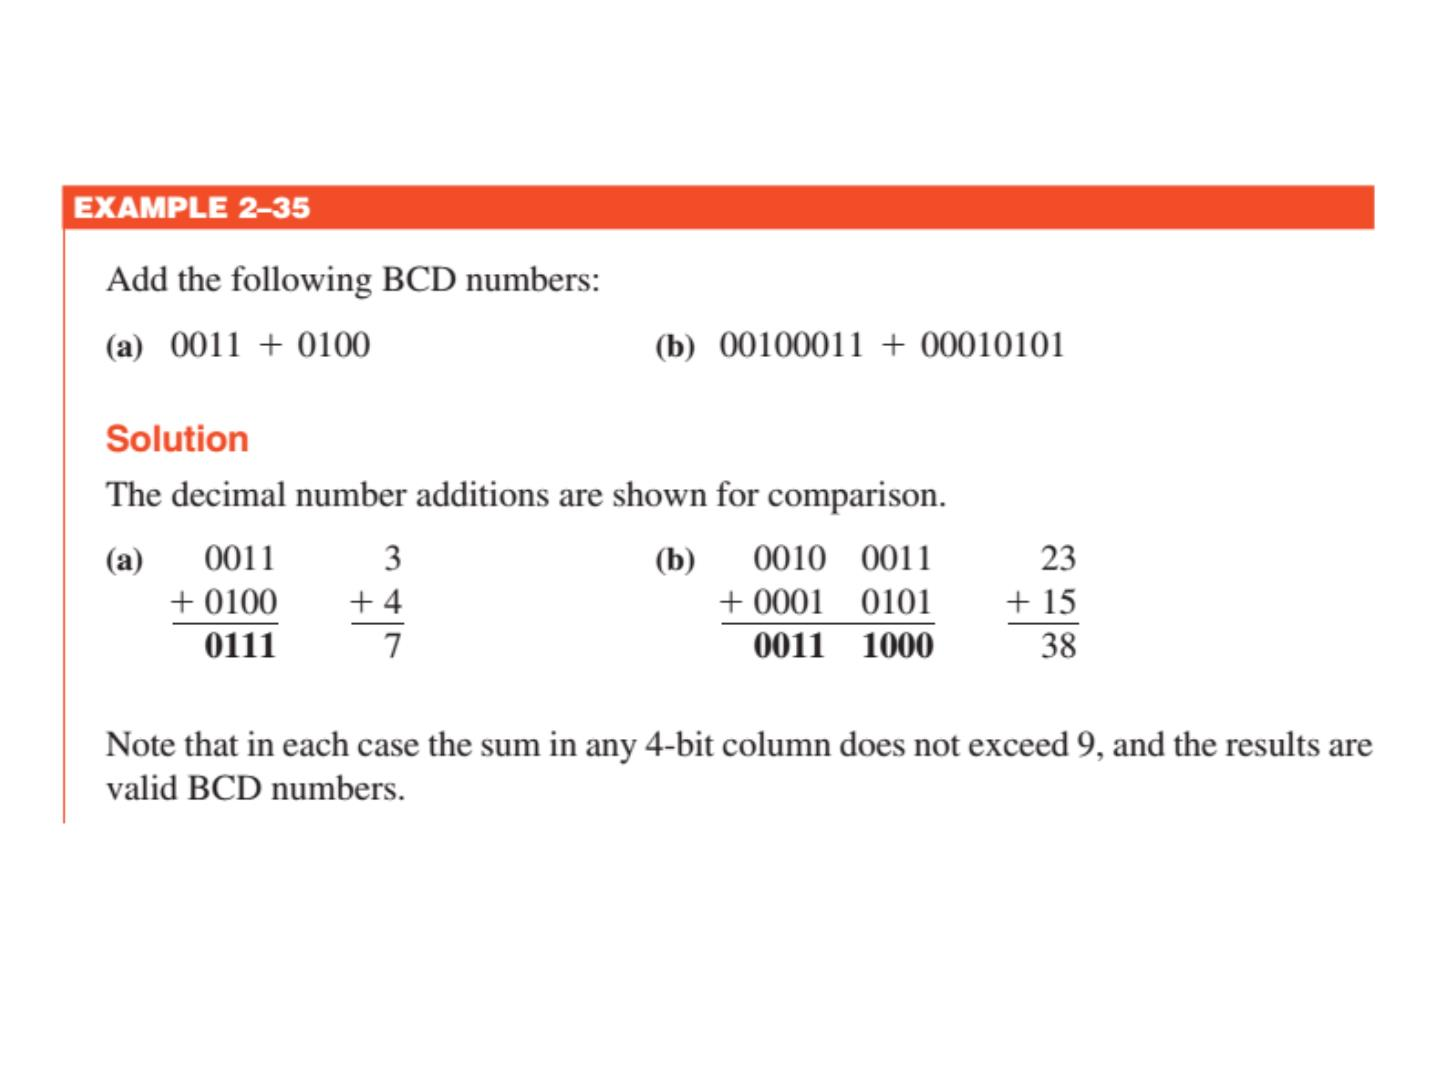 EXAMPLE 2–35
Add the following BCD numbers:
(a) 0011 + 0100 (b) 00100011 + 00010101
Solution
The decimal number additions are shown for comparison.
(a) 0011 3 (b) 0010 0011 23
+ 0100 + 4 + 0001 0101 + 15
0111 7 0011 1000 38
Note that in each case the sum in any 4-bit column does not exceed 9, and the results are
valid BCD numbers.